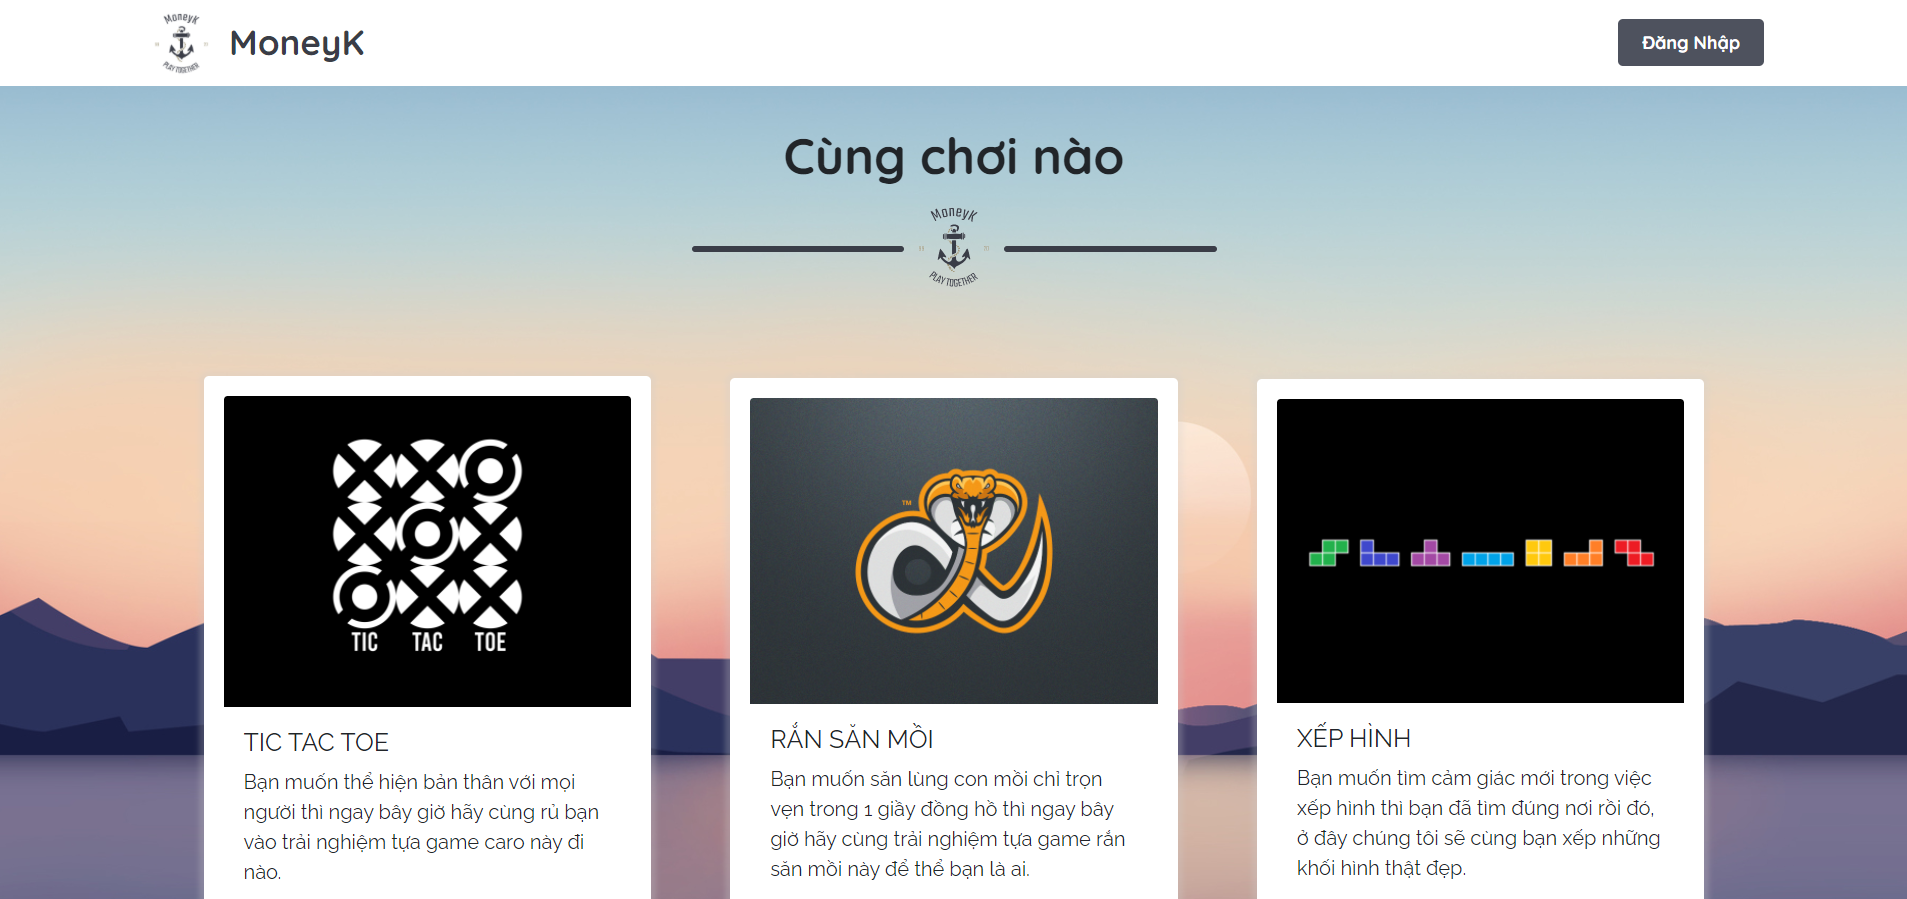 MoneyK
PLAY TOGETHER
MoneyK
Đăng Nhập
Cùng chơi nào
MoneyK
PLAY TOGETHER
TIC TAC TOE
TM
TIC TAC TOE
Bạn muốn thể hiện bản thân với mọi
người thì ngay bây giờ hãy cùng rủ bạn
vào trải nghiệm tựa game caro này đi
nào.
RẮN SĂN MỒI
Bạn muốn săn lùng con mồi chỉ trọn
vẹn trong 1 giầy đồng hồ thì ngay bây
giờ hãy cùng trải nghiệm tựa game rắn
săn mồi này để thể bạn là ai.
XẾP HÌNH
Bạn muốn tìm cảm giác mới trong việc
xếp hình thì bạn đã tìm đúng nơi rồi đó,
ở đây chúng tôi sẽ cùng bạn xếp những
khối hình thật đẹp.